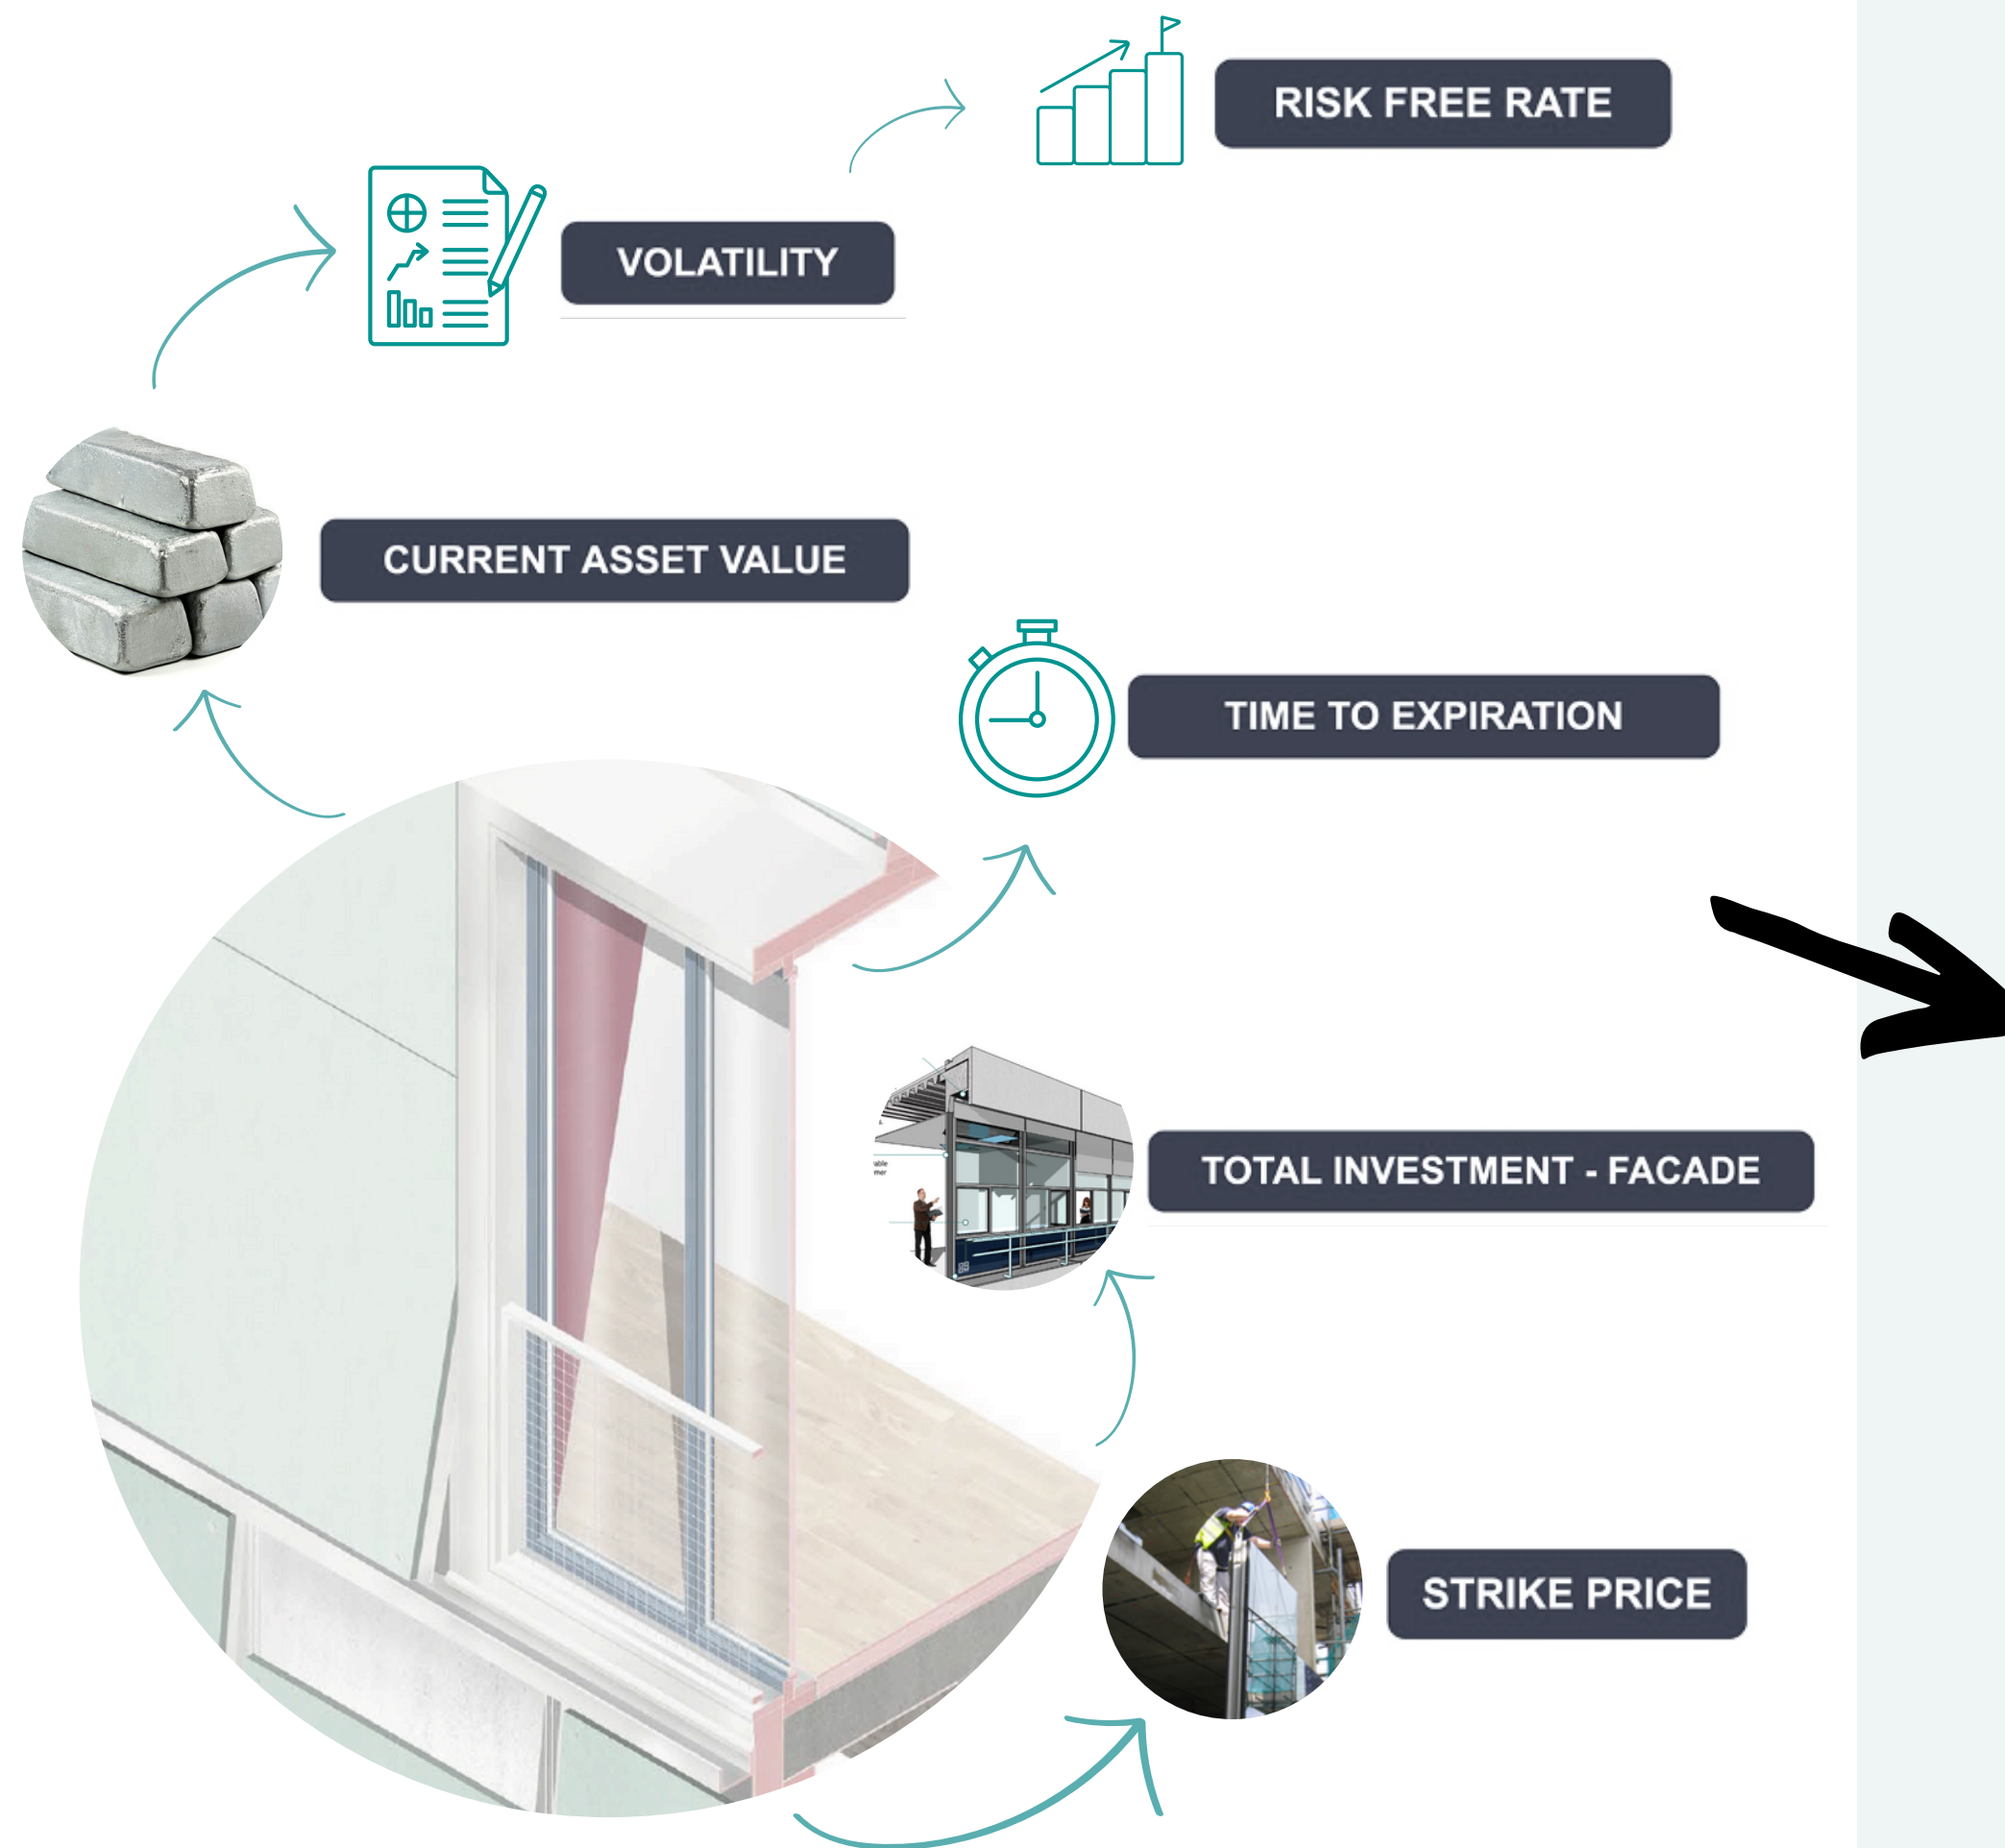 RISK FREE RATE
VOLATILITY
CURRENT ASSET VALUE
TIME TO EXPIRATION
TOTAL INVESTMENT - FACADE
STRIKE PRICE